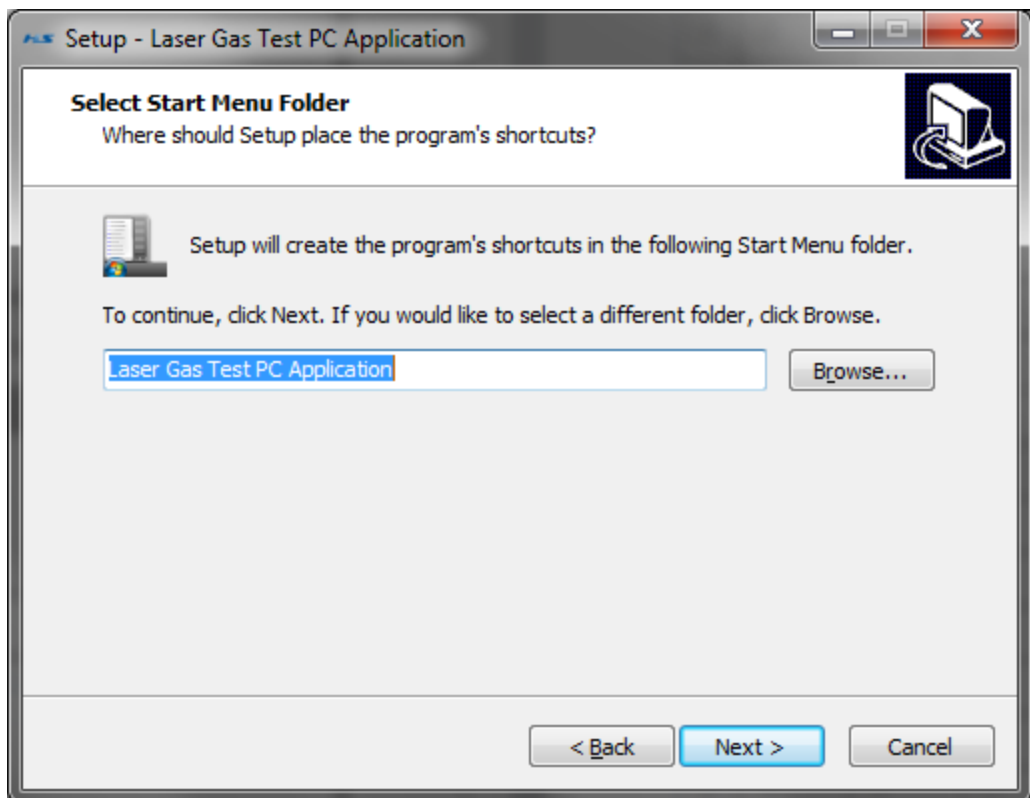 Setup - Laser Gas Test PC Application
Select Start Menu Folder
Where should Setup place the program's shortcuts?
Setup will create the program's shortcuts in the following Start Menu folder.
To continue, click Next. If you would like to select a different folder, click Browse.
Laser Gas Test PC Application
Browse...
< Back
Next >
Cancel